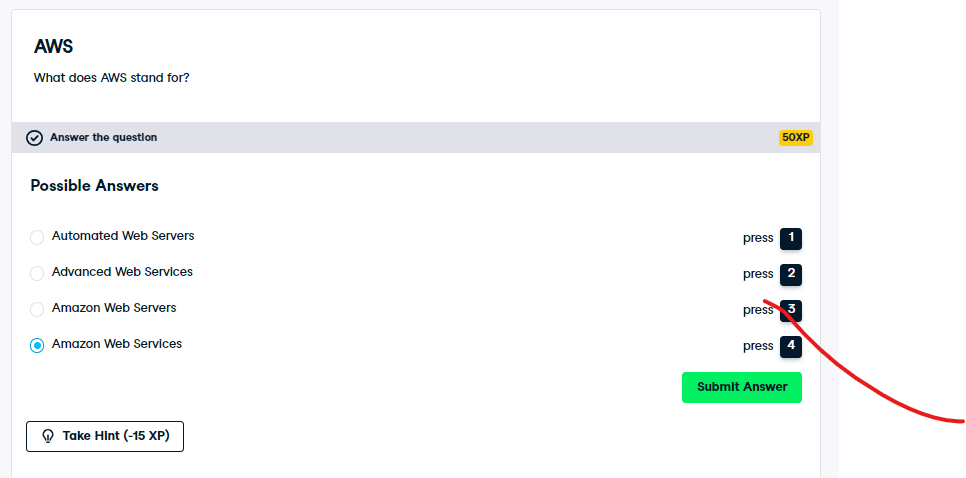 AWS
What does AWS stand for?
Answer the question 50XP
Possible Answers
Automated Web Servers press 1
Advanced Web Services press 2
Amazon Web Servers press 3
Amazon Web Services press 4
Submit Answer
Take Hint (-15 XP)